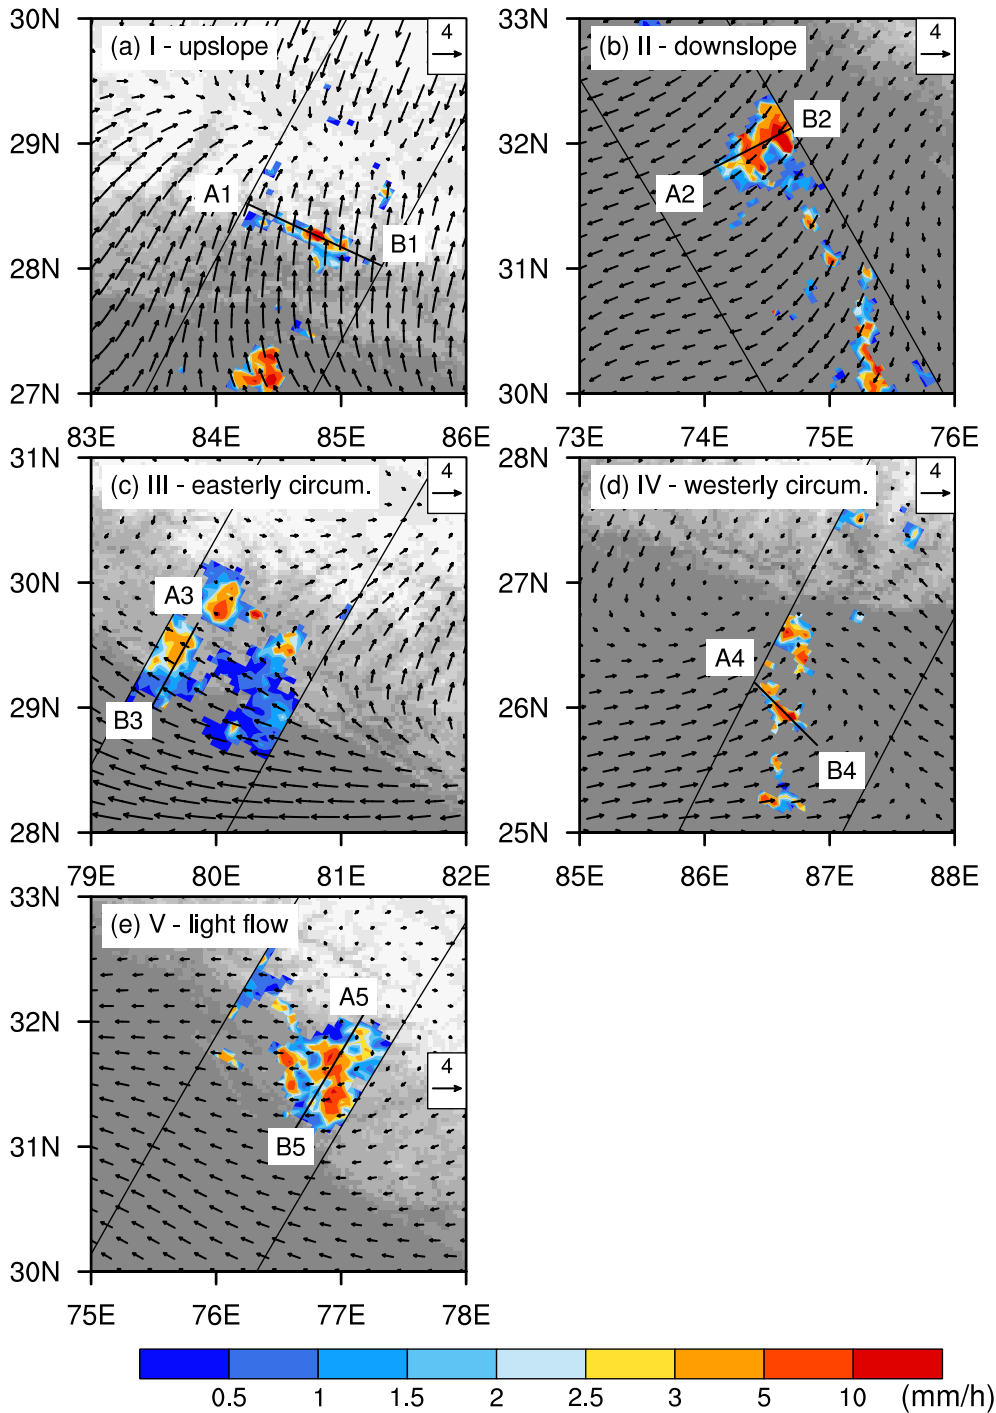 30N
(a) I - upslope
4
29N
A1
B1
28N
27N
83E 84E 85E 86E
33N
(b) II - downslope
4
B2
32N
A2
31N
30N
73E 74E 75E 76E
31N
(c) III - easterly circum.
4
30N
A3
29N
B3
28N
79E 80E 81E 82E
28N
(d) IV - westerly circum.
4
27N
A4
26N
B4
25N
85E 86E 87E 88E
33N
(e) V - light flow
A5
32N
4
31N
B5
30N
75E 76E 77E 78E
0.5 1 1.5 2 2.5 3 5 10 (mm/h)